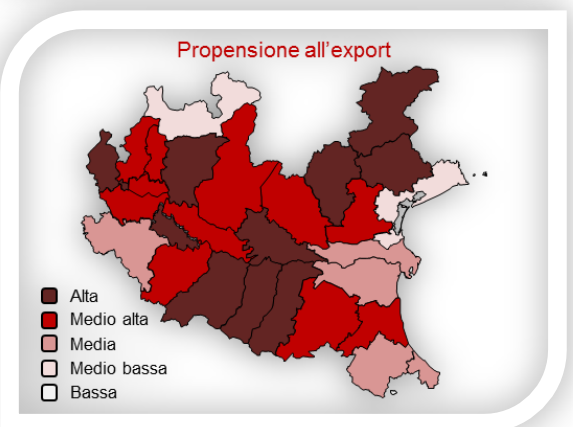 Propensione all'export
Alta
Medio alta
Media
Medio bassa
Bassa